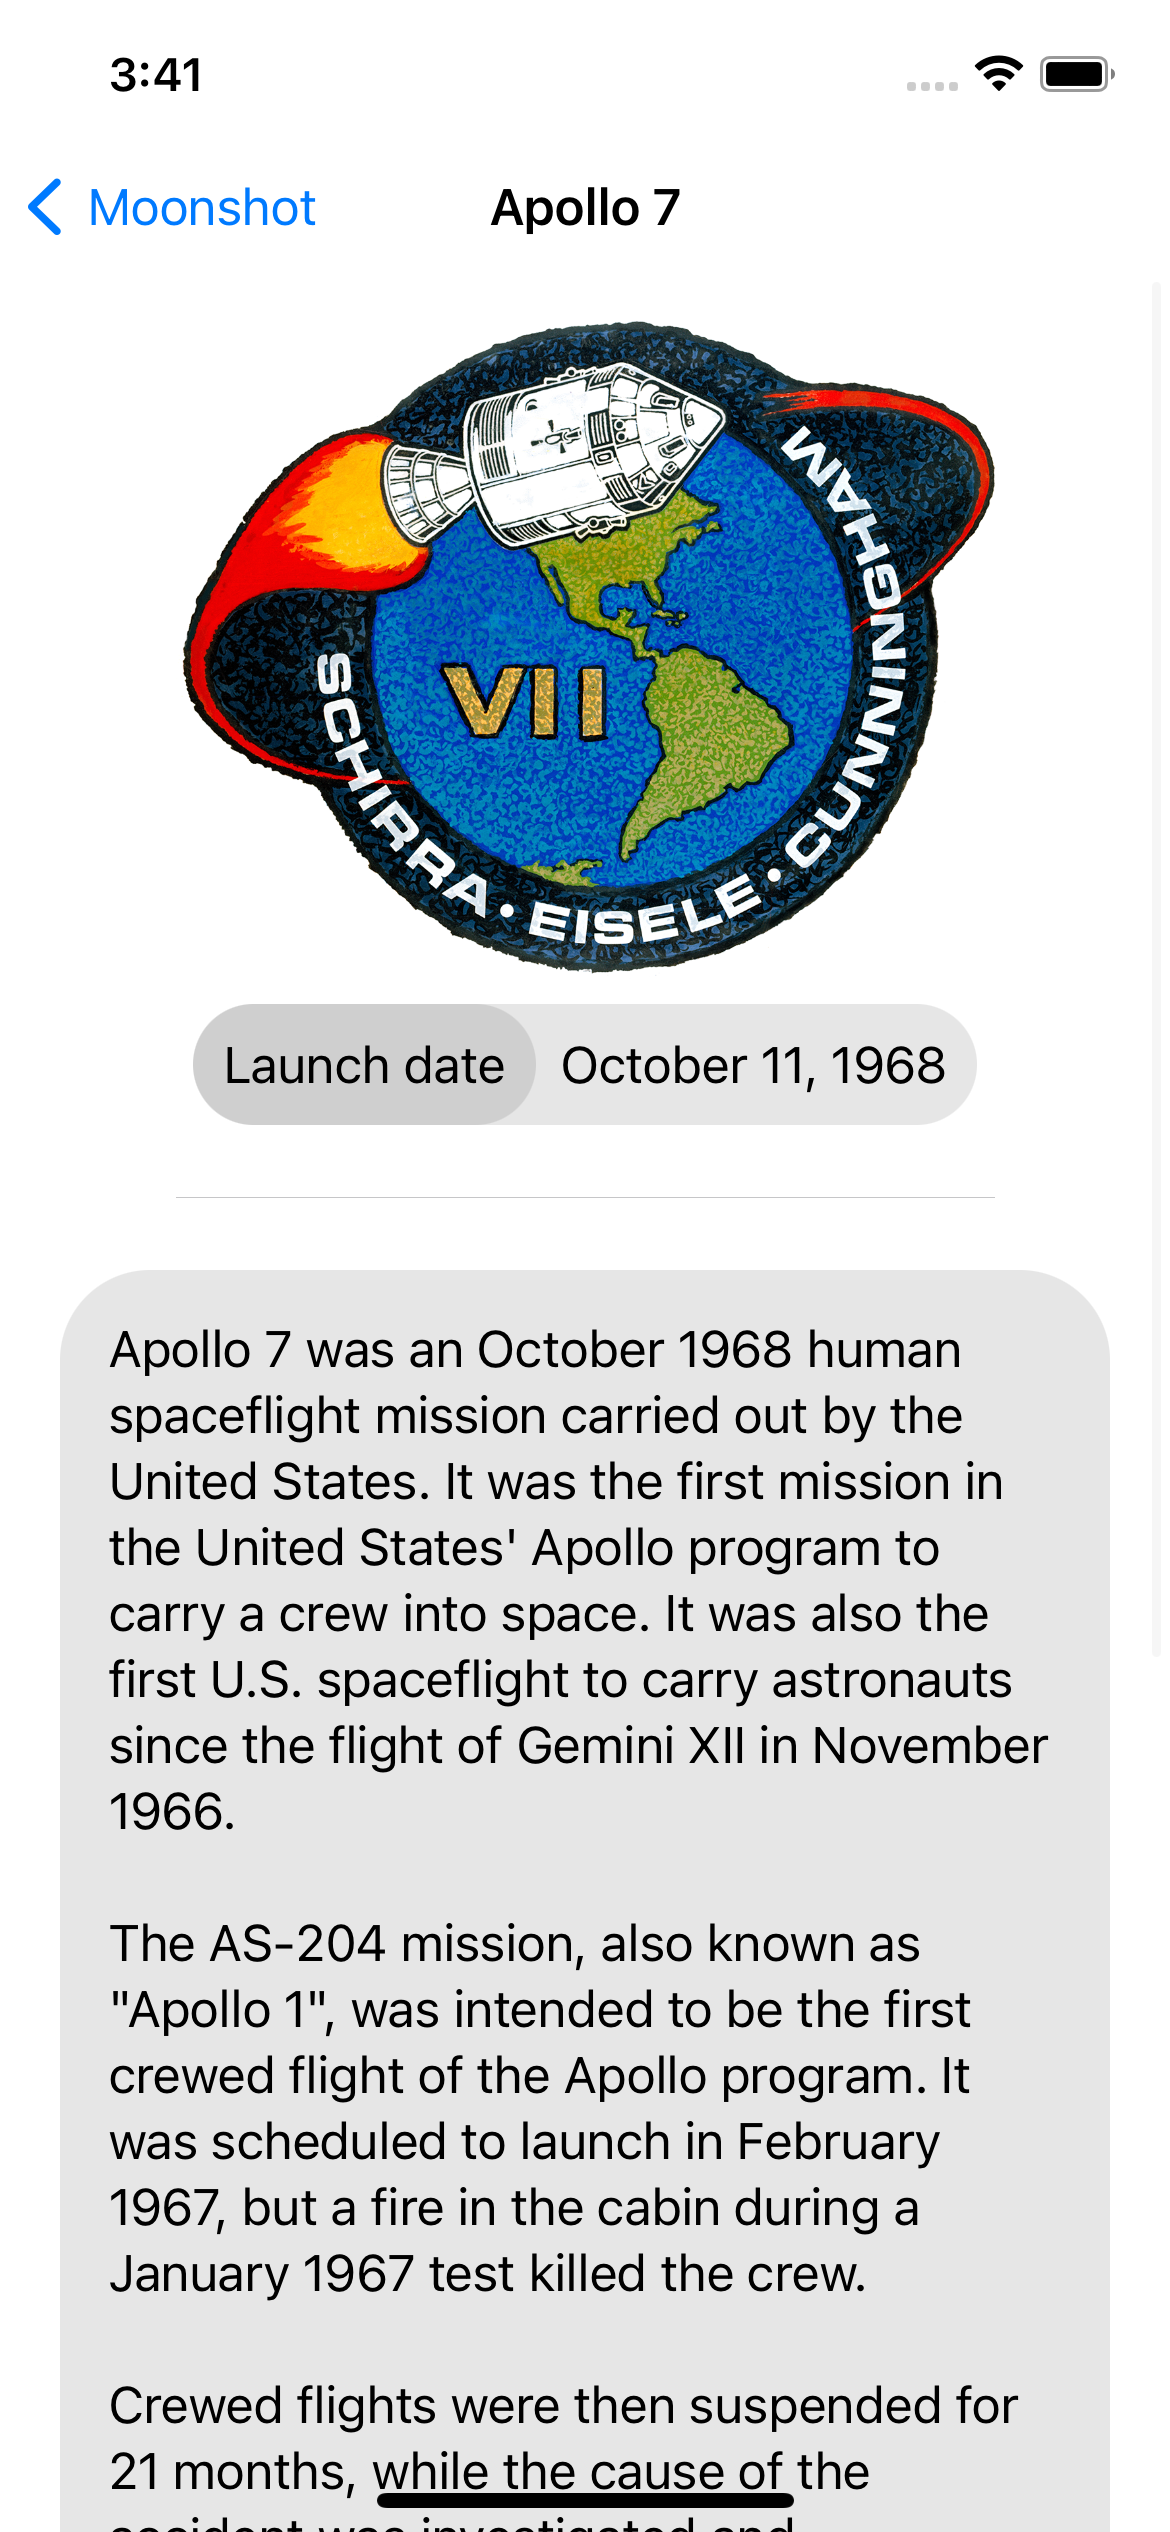 3:41
Moonshot
Apollo 7
SCHIRRA • EISELE • CUNNINGHAM
VII
Launch date
October 11, 1968
Apollo 7 was an October 1968 human
spaceflight mission carried out by the
United States. It was the first mission in
the United States' Apollo program to
carry a crew into space. It was also the
first U.S. spaceflight to carry astronauts
since the flight of Gemini XII in November
1966.
The AS-204 mission, also known as
"Apollo 1", was intended to be the first
crewed flight of the Apollo program. It
was scheduled to launch in February
1967, but a fire in the cabin during a
January 1967 test killed the crew.
Crewed flights were then suspended for
21 months, while the cause of the
accident was investigated and